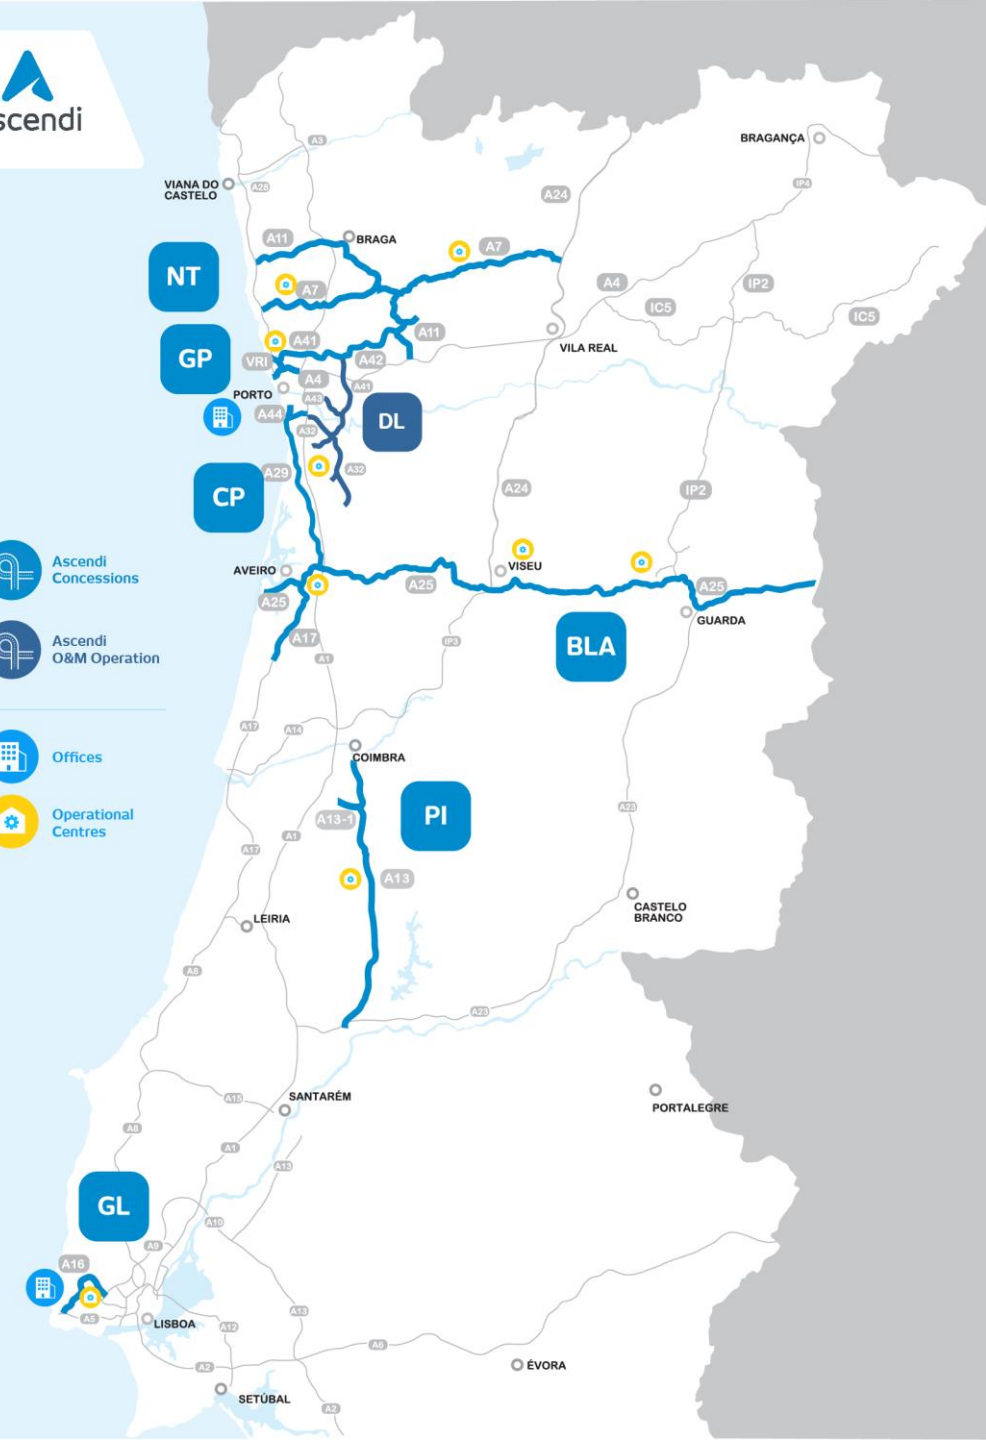 scendi
BRAGANÇA
A3
IP4
VIANA DO
CASTELO
A28
A24
A11
BRAGA
A7
NT
A7
A4
IP2
IC5
IC5
A41
A11
GP
VRI
A42
VILA REAL
A4
A41
PORTO
A43
A44
DL
A32
A29
A32
CP
A24
IP2
Ascendi
Concessions
AVEIRO
VISEU
A25
A25
A25
GUARDA
Ascendi
O&M Operation
A17
IP3
BLA
A1
A17
A14
Offices
COIMBRA
Operational
Centres
A13-1
PI
A23
A1
A17
A13
LEIRIA
CASTELO
BRANCO
A8
A23
A15
SANTARÉM
PORTALEGRE
A8
A1
A13
GL
A10
A9
A16
A5
LISBOA
A12
A13
A6
A2
ÉVORA
SETÚBAL
A2